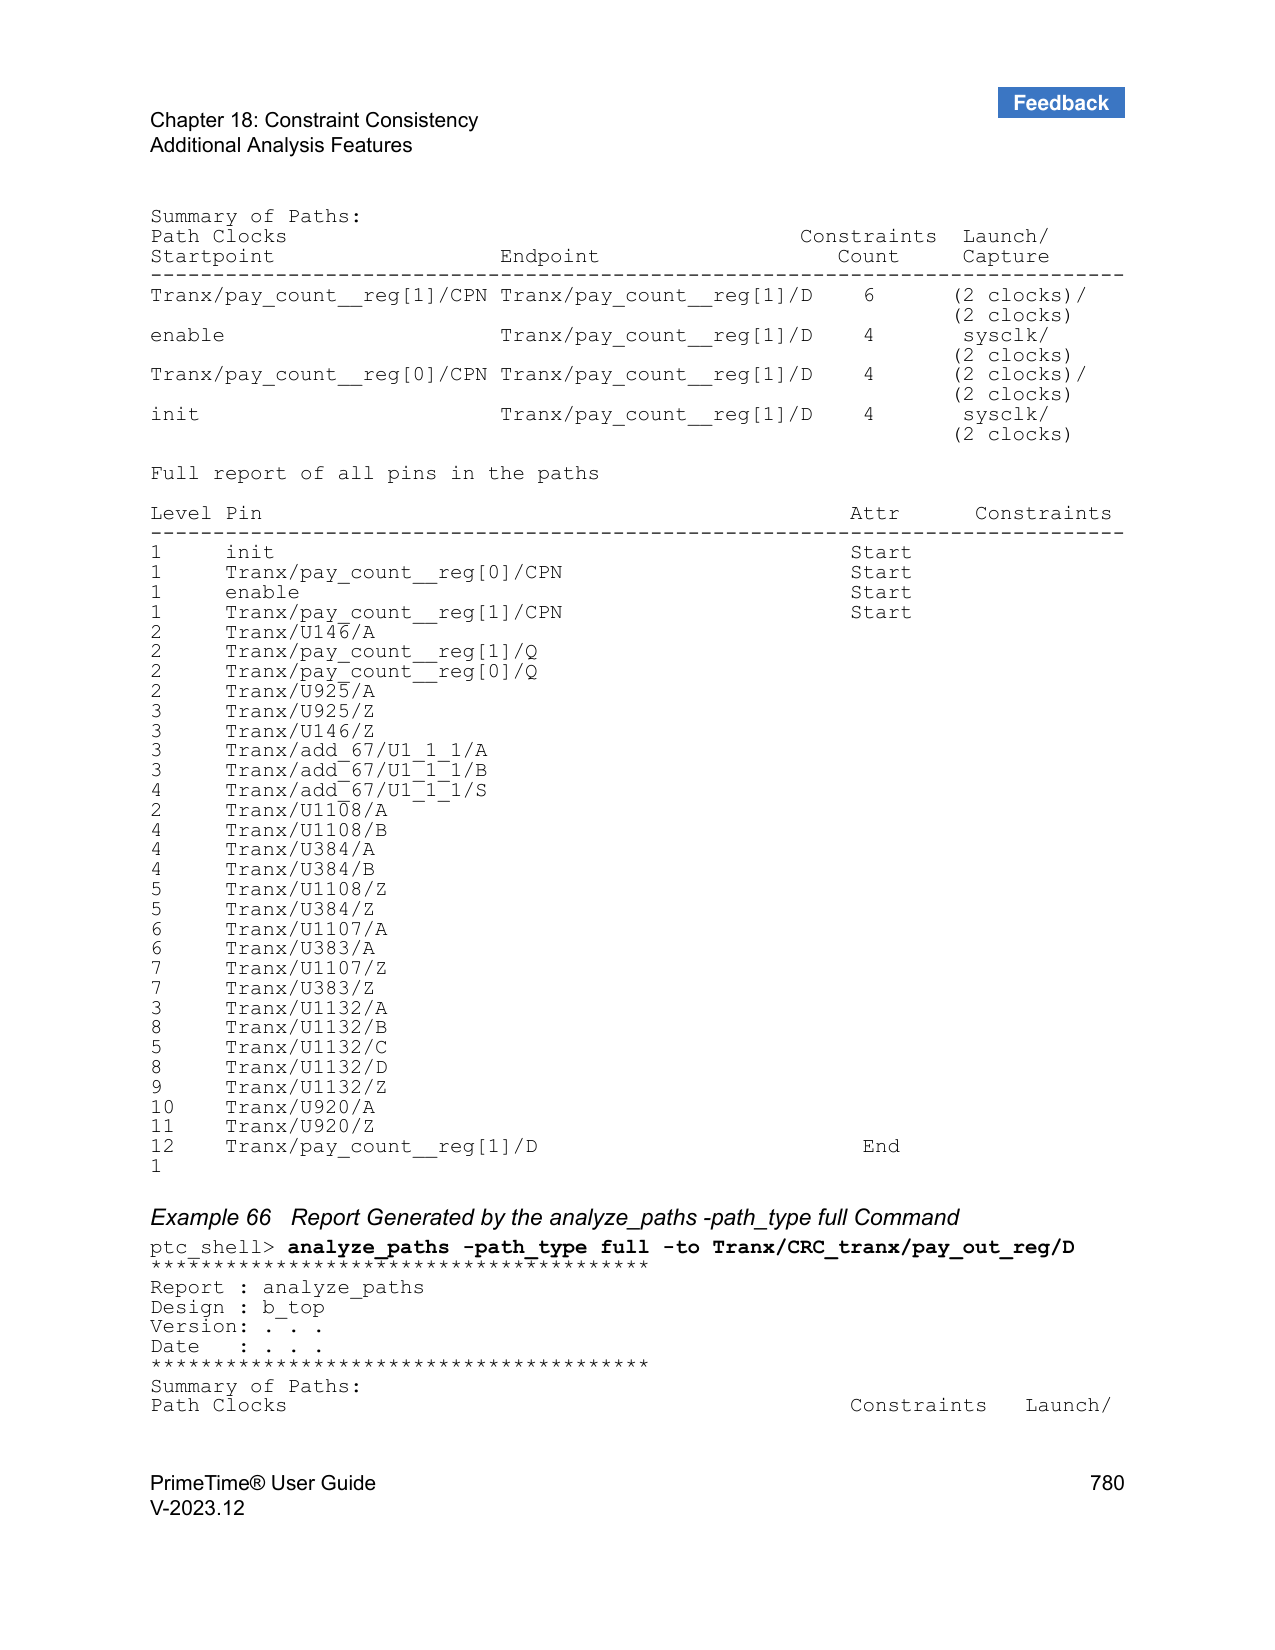 Feedback
Chapter 18: Constraint Consistency
Additional Analysis Features
Summary of Paths:
Path Clocks                                         Constraints  Launch/
Startpoint                  Endpoint                   Count     Capture
------------------------------------------------------------------------------
Tranx/pay_count__reg[1]/CPN Tranx/pay_count__reg[1]/D    6      (2 clocks)/
                                                                (2 clocks)
enable                      Tranx/pay_count__reg[1]/D    4       sysclk/
                                                                (2 clocks)
Tranx/pay_count__reg[0]/CPN Tranx/pay_count__reg[1]/D    4      (2 clocks)/
                                                                (2 clocks)
init                        Tranx/pay_count__reg[1]/D    4       sysclk/
                                                                (2 clocks)
Full report of all pins in the paths
Level Pin                                               Attr      Constraints
------------------------------------------------------------------------------
1     init                                              Start
1     Tranx/pay_count__reg[0]/CPN                       Start
1     enable                                            Start
1     Tranx/pay_count__reg[1]/CPN                       Start
2     Tranx/U146/A
2     Tranx/pay_count__reg[1]/Q
2     Tranx/pay_count__reg[0]/Q
2     Tranx/U925/A
3     Tranx/U925/Z
3     Tranx/U146/Z
3     Tranx/add_67/U1_1_1/A
3     Tranx/add_67/U1_1_1/B
4     Tranx/add_67/U1_1_1/S
2     Tranx/U1108/A
4     Tranx/U1108/B
4     Tranx/U384/A
4     Tranx/U384/B
5     Tranx/U1108/Z
5     Tranx/U384/Z
6     Tranx/U1107/A
6     Tranx/U383/A
7     Tranx/U1107/Z
7     Tranx/U383/Z
3     Tranx/U1132/A
8     Tranx/U1132/B
5     Tranx/U1132/C
8     Tranx/U1132/D
9     Tranx/U1132/Z
10    Tranx/U920/A
11    Tranx/U920/Z
12    Tranx/pay_count__reg[1]/D                          End
1
Example 66   Report Generated by the analyze_paths -path_type full Command
ptc_shell> analyze_paths -path_type full -to Tranx/CRC_tranx/pay_out_reg/D
****************************************
Report : analyze_paths
Design : b_top
Version: . . .
Date   : . . .
****************************************
Summary of Paths:
Path Clocks                                             Constraints   Launch/
PrimeTime® User Guide 780
V-2023.12